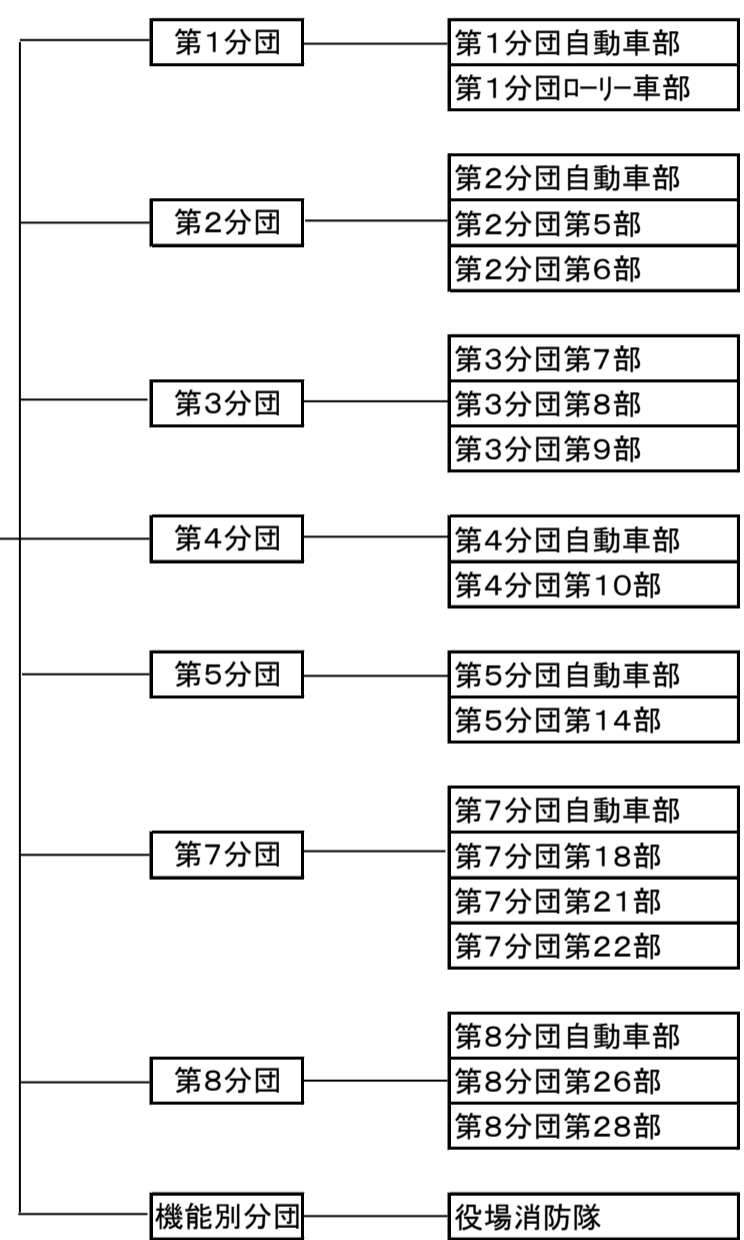 第1分団
第1分団自動車部
第1分団ﾛｰﾘｰ車部
第2分団
第2分団自動車部
第2分団第5部
第2分団第6部
第3分団
第3分団第7部
第3分団第8部
第3分団第9部
第4分団
第4分団自動車部
第4分団第10部
第5分団
第5分団自動車部
第5分団第14部
第7分団
第7分団自動車部
第7分団第18部
第7分団第21部
第7分団第22部
第8分団
第8分団自動車部
第8分団第26部
第8分団第28部
機能別分団
役場消防隊